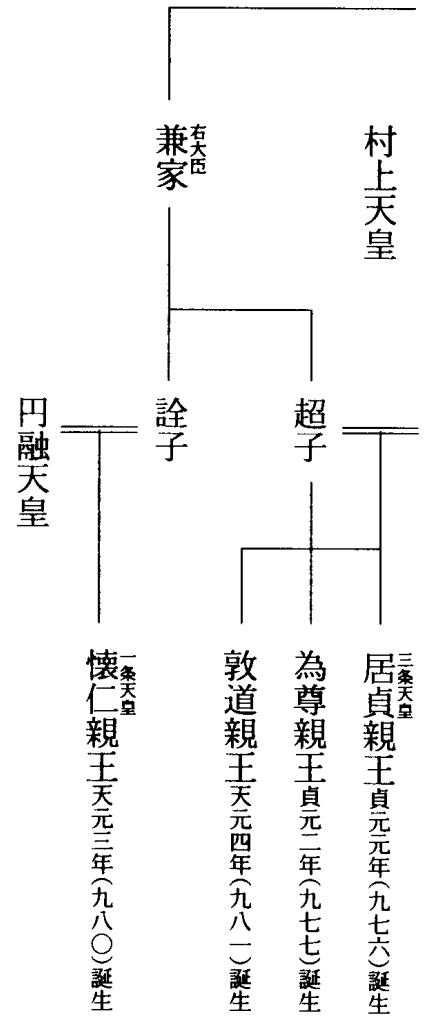 村上天皇
右大臣
兼家
超子
詮子
円融天皇
三条天皇
居貞親王 貞元元年(九七六)誕生
為尊親王 貞元二年(九七七)誕生
敦道親王 天元四年(九八一)誕生
一条天皇
懐仁親王 天元三年(九八〇)誕生